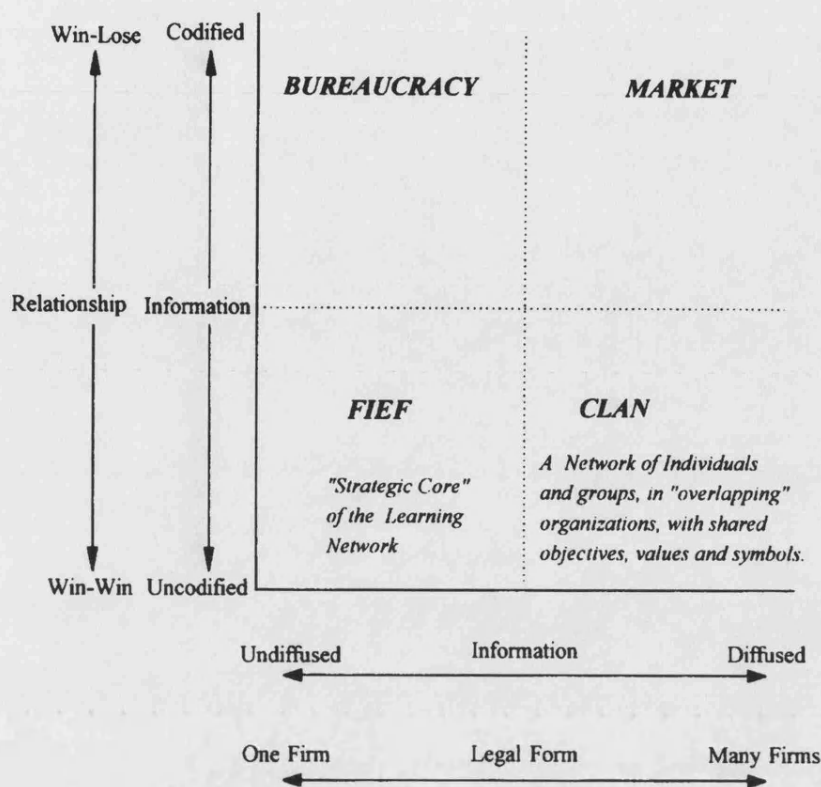 Win-Lose Codified
BUREAUCRACY MARKET
Relationship Information
FIEF CLAN
"Strategic Core"
of the Learning
Network
A Network of Individuals
and groups, in "overlapping"
organizations, with shared
objectives, values and symbols.
Win-Win Uncodified
Undiffused Information Diffused
One Firm Legal Form Many Firms